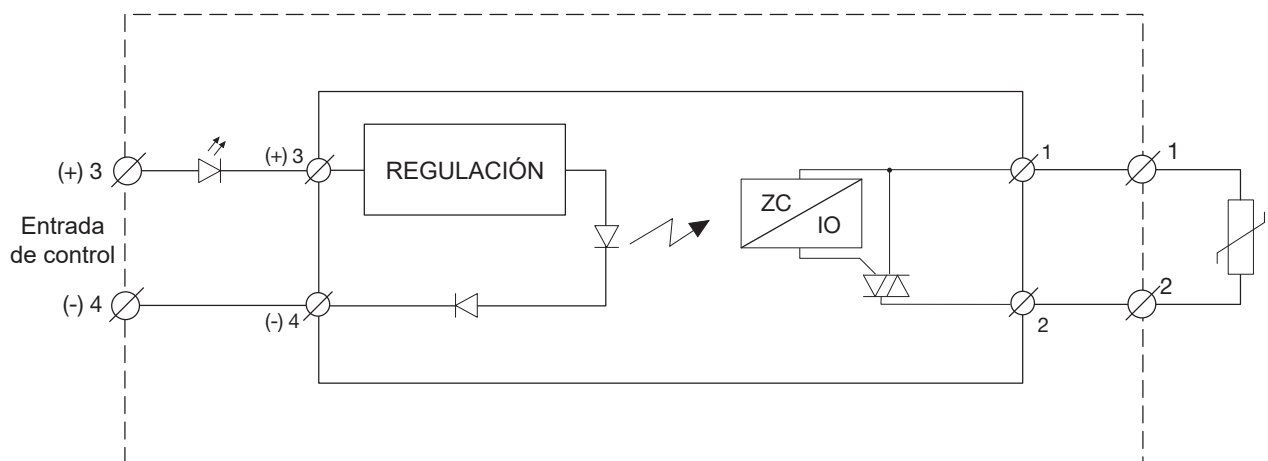 (+) 3
(+) 3
REGULACIÓN
1
1
ZC
IO
Entrada
de control
(-) 4
(-) 4
2
2